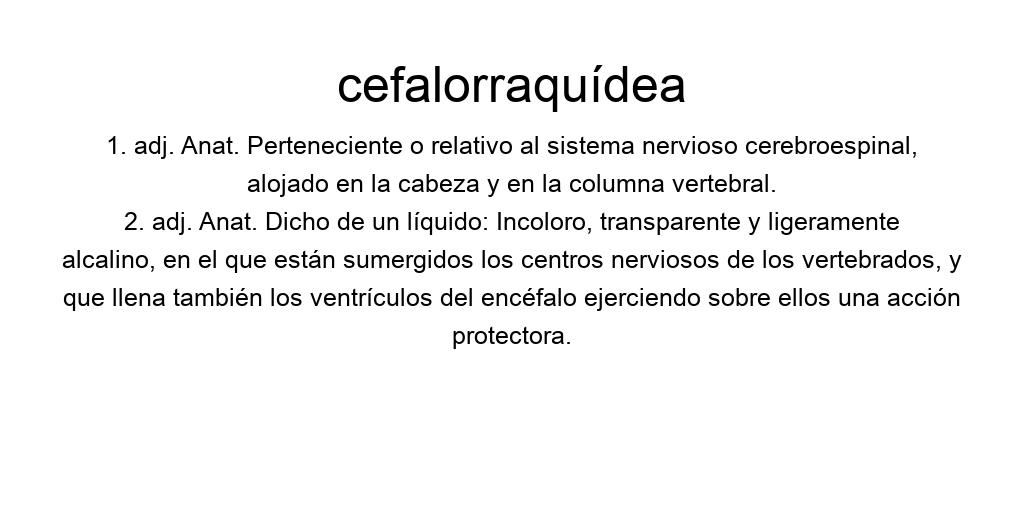 cefalorraquídea
1. adj. Anat. Perteneciente o relativo al sistema nervioso cerebroespinal,
alojado en la cabeza y en la columna vertebral.
2. adj. Anat. Dicho de un líquido: Incoloro, transparente y ligeramente
alcalino, en el que están sumergidos los centros nerviosos de los vertebrados, y
que llena también los ventrículos del encéfalo ejerciendo sobre ellos una acción
protectora.